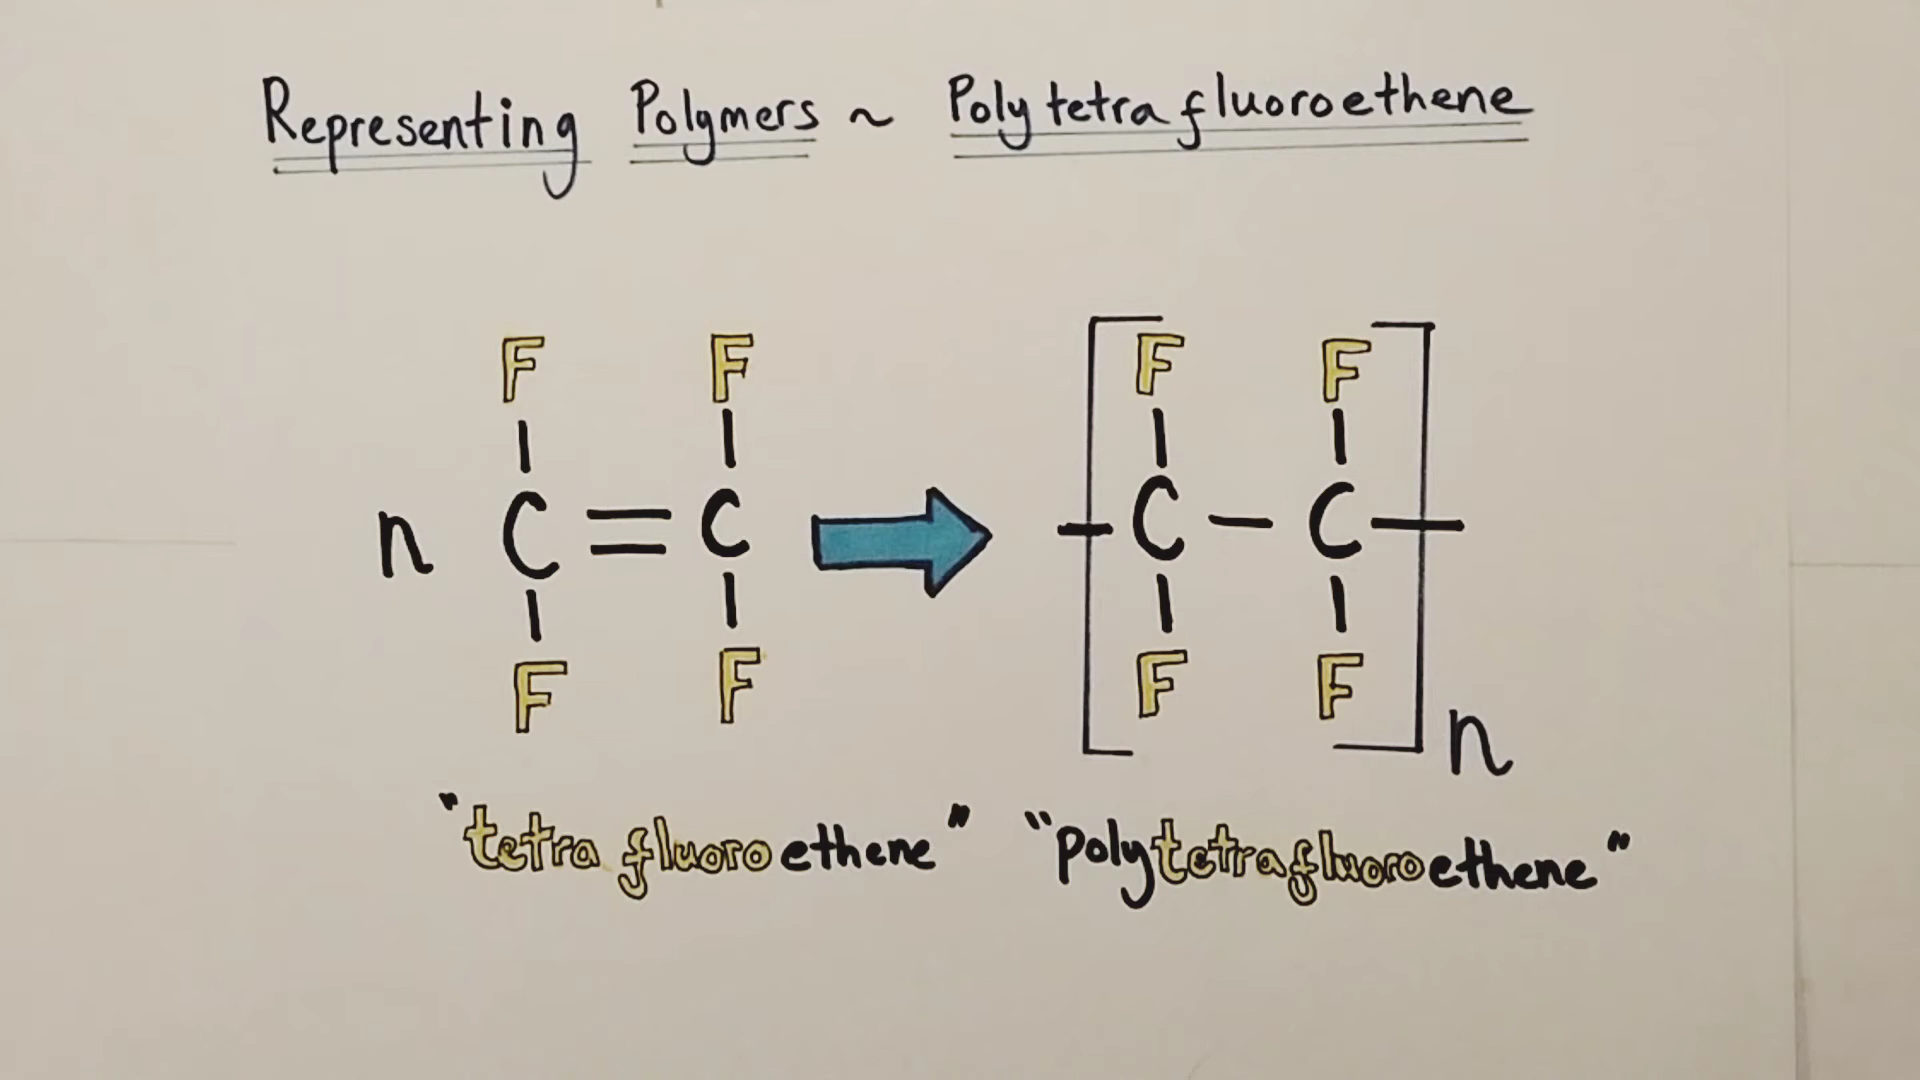 Representing Polymers ~ Polytetrafluoroethene
F F F F
n C = C C - C
F F F F
n
"tetrafluoroethene" "polytetrafluoroethene"